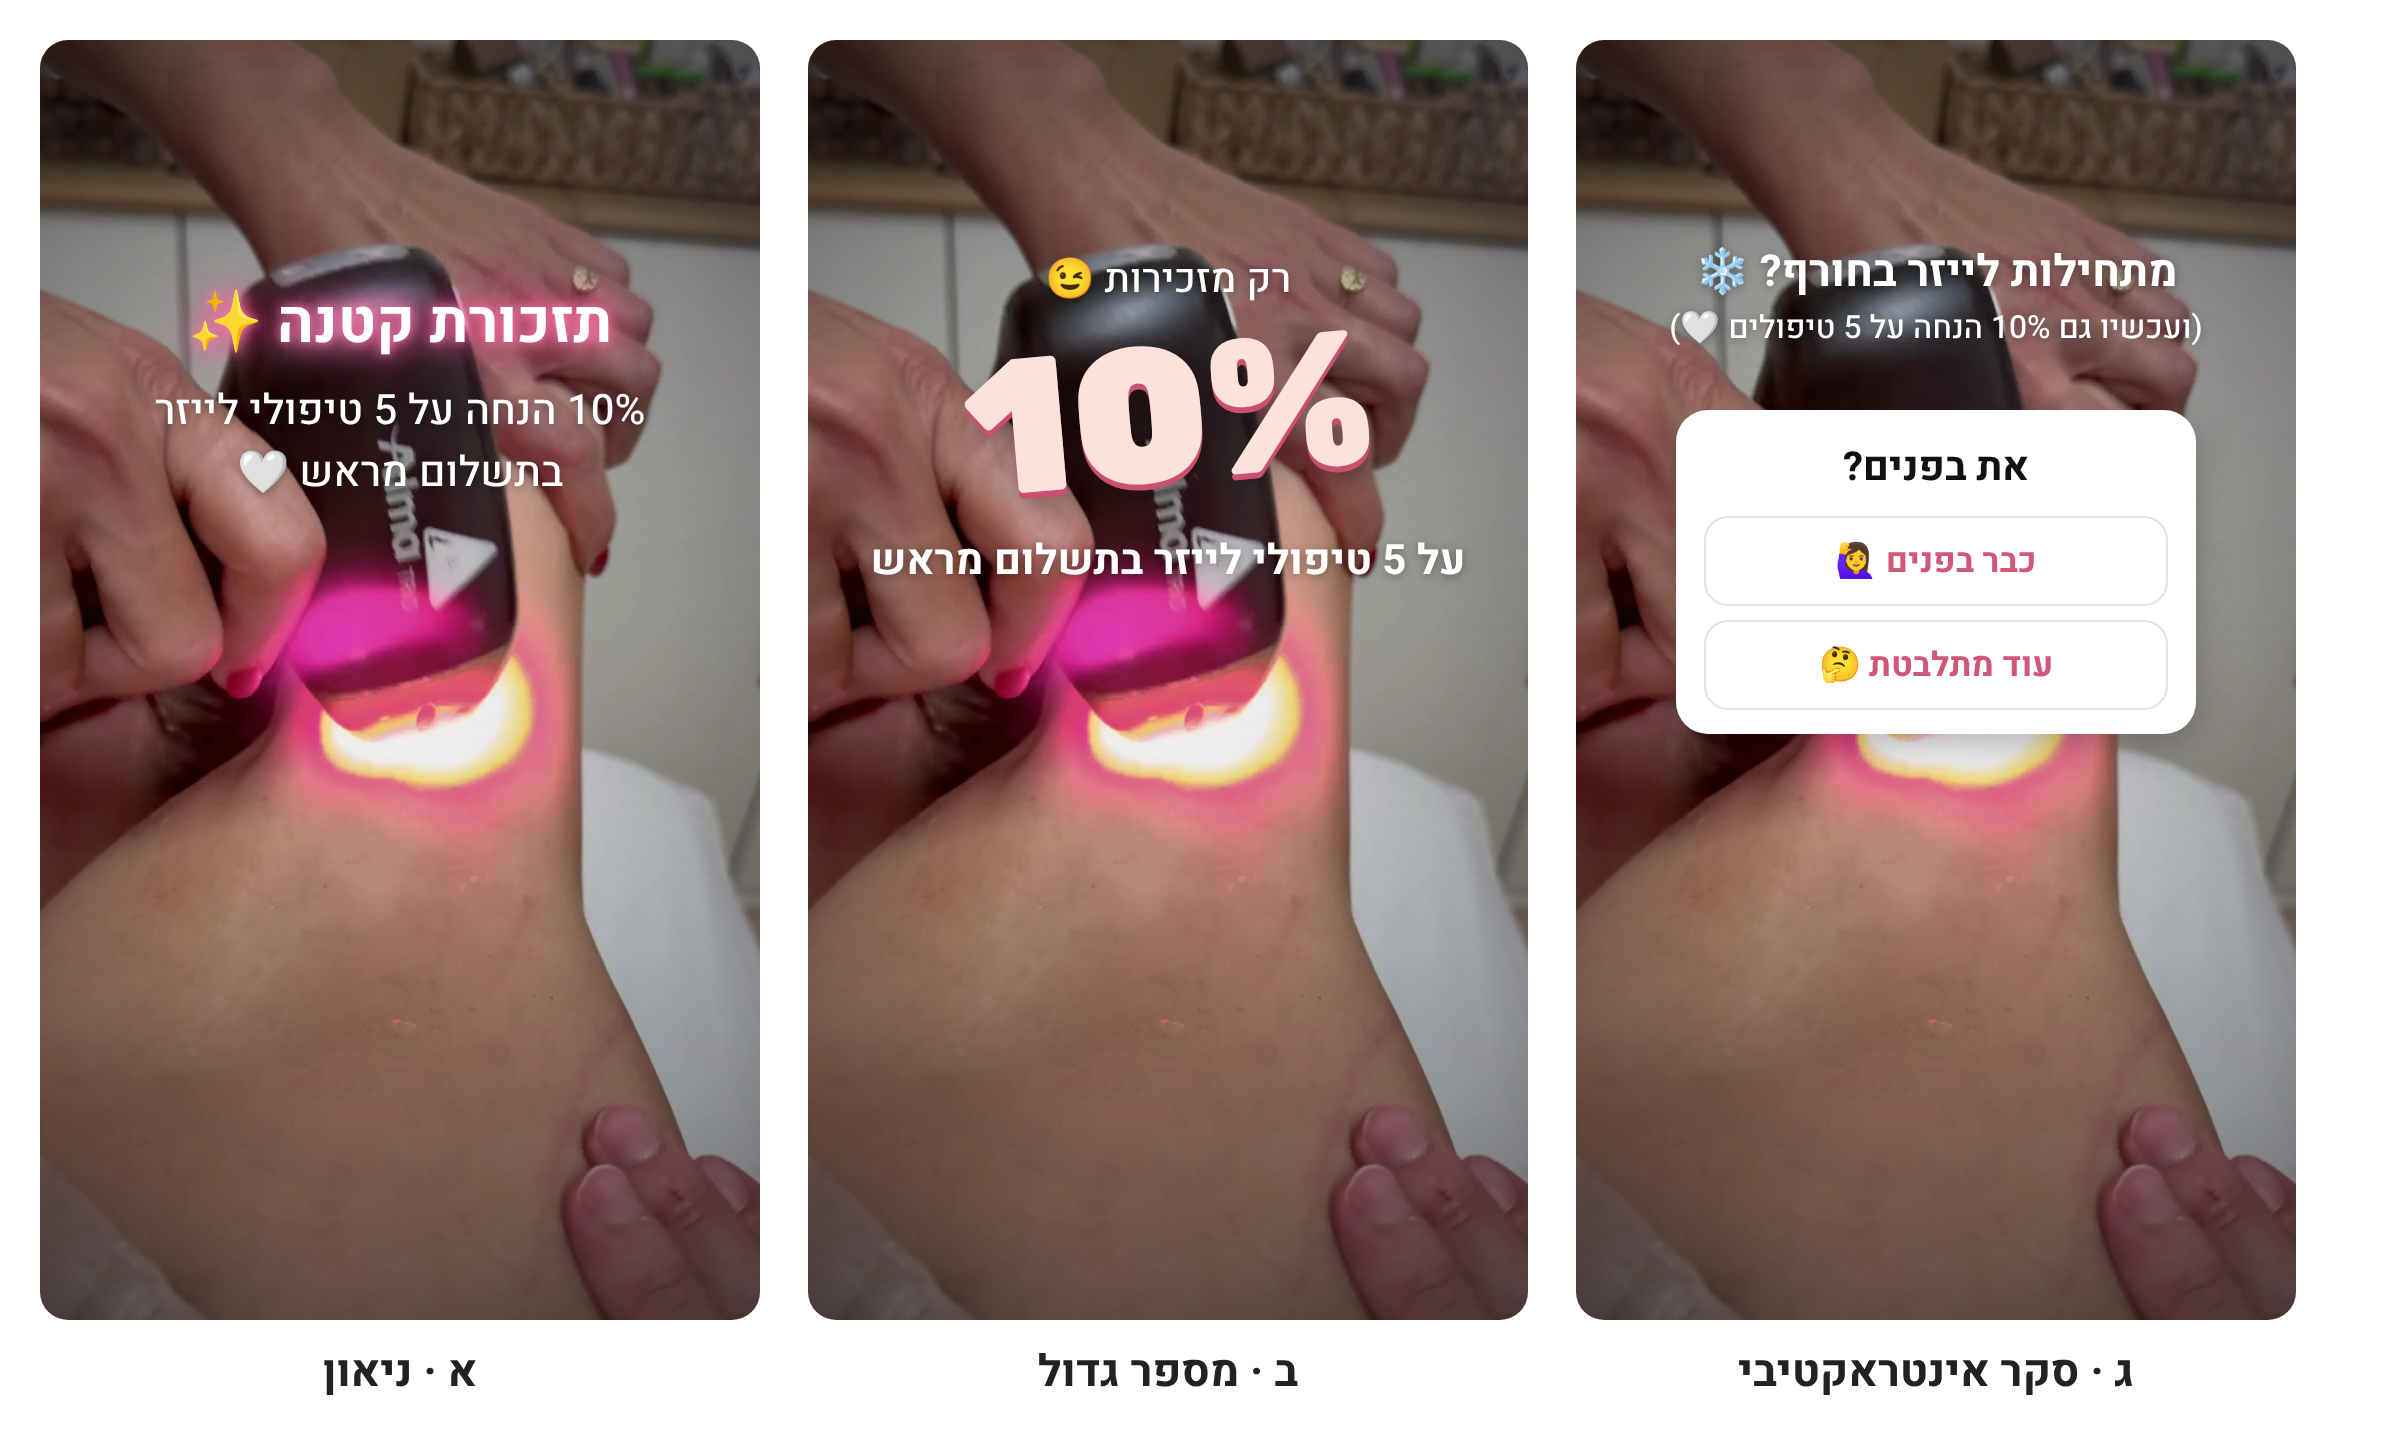 תזכורת קטנה ✨
10% הנחה על 5 טיפולי לייזר
בתשלום מראש 🤍
Alma
א · ניאון
רק מזכירות 😉
10%
על 5 טיפולי לייזר בתשלום מראש
ב · מספר גדול
מתחילות לייזר בחורף? ❄️
(ועכשיו גם 10% הנחה על 5 טיפולים 🤍)
את בפנים?
כבר בפנים 🙋‍♀️
עוד מתלבטת 🤔
ג · סקר אינטראקטיבי